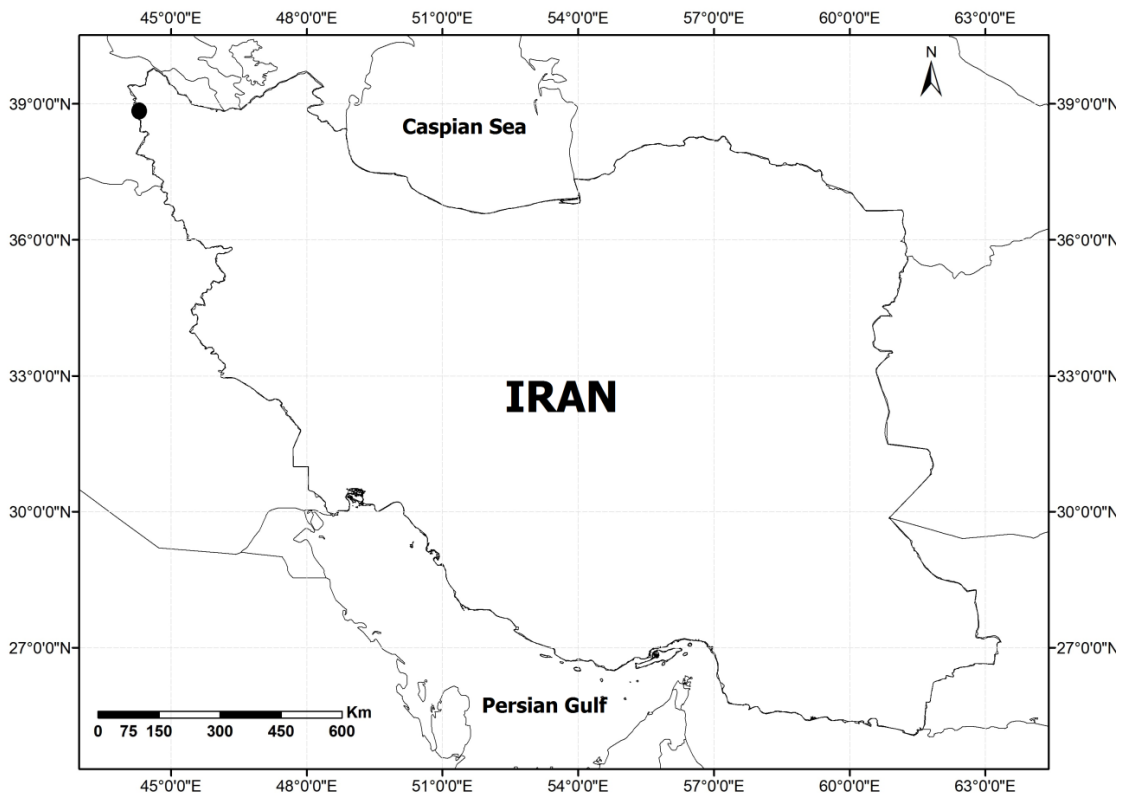 45°0'0"E 48°0'0"E 51°0'0"E 54°0'0"E 57°0'0"E 60°0'0"E 63°0'0"E
N
39°0'0"N 39°0'0"N
Caspian Sea
36°0'0"N 36°0'0"N
33°0'0"N 33°0'0"N
IRAN
30°0'0"N 30°0'0"N
27°0'0"N 27°0'0"N
Persian Gulf
Km
0 75 150 300 450 600
45°0'0"E 48°0'0"E 51°0'0"E 54°0'0"E 57°0'0"E 60°0'0"E 63°0'0"E